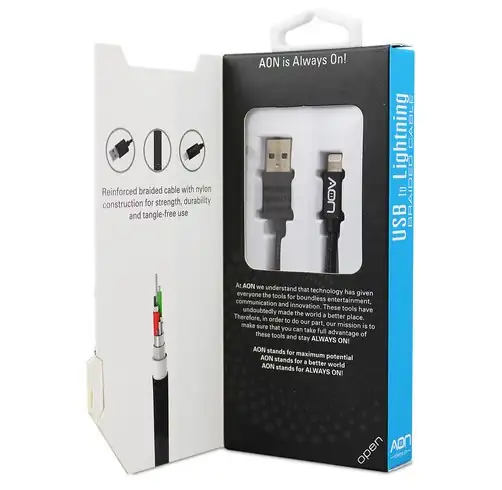 AON is Always On!
Reinforced braided cable with nylon
construction for strength, durability
and tangle-free use
AON
At AON we understand that technology has given
everyone the tools for boundless entertainment,
communication and innovation. These tools have
undoubtedly made the world a better place.
Therefore, in order to do our part, our mission is to
make sure that you can take full advantage of
these tools and stay ALWAYS ON!
AON stands for maximum potential
AON stands for a better world
AON stands for ALWAYS ON!
open
USB to Lightning
BRAIDED CABLE
AON